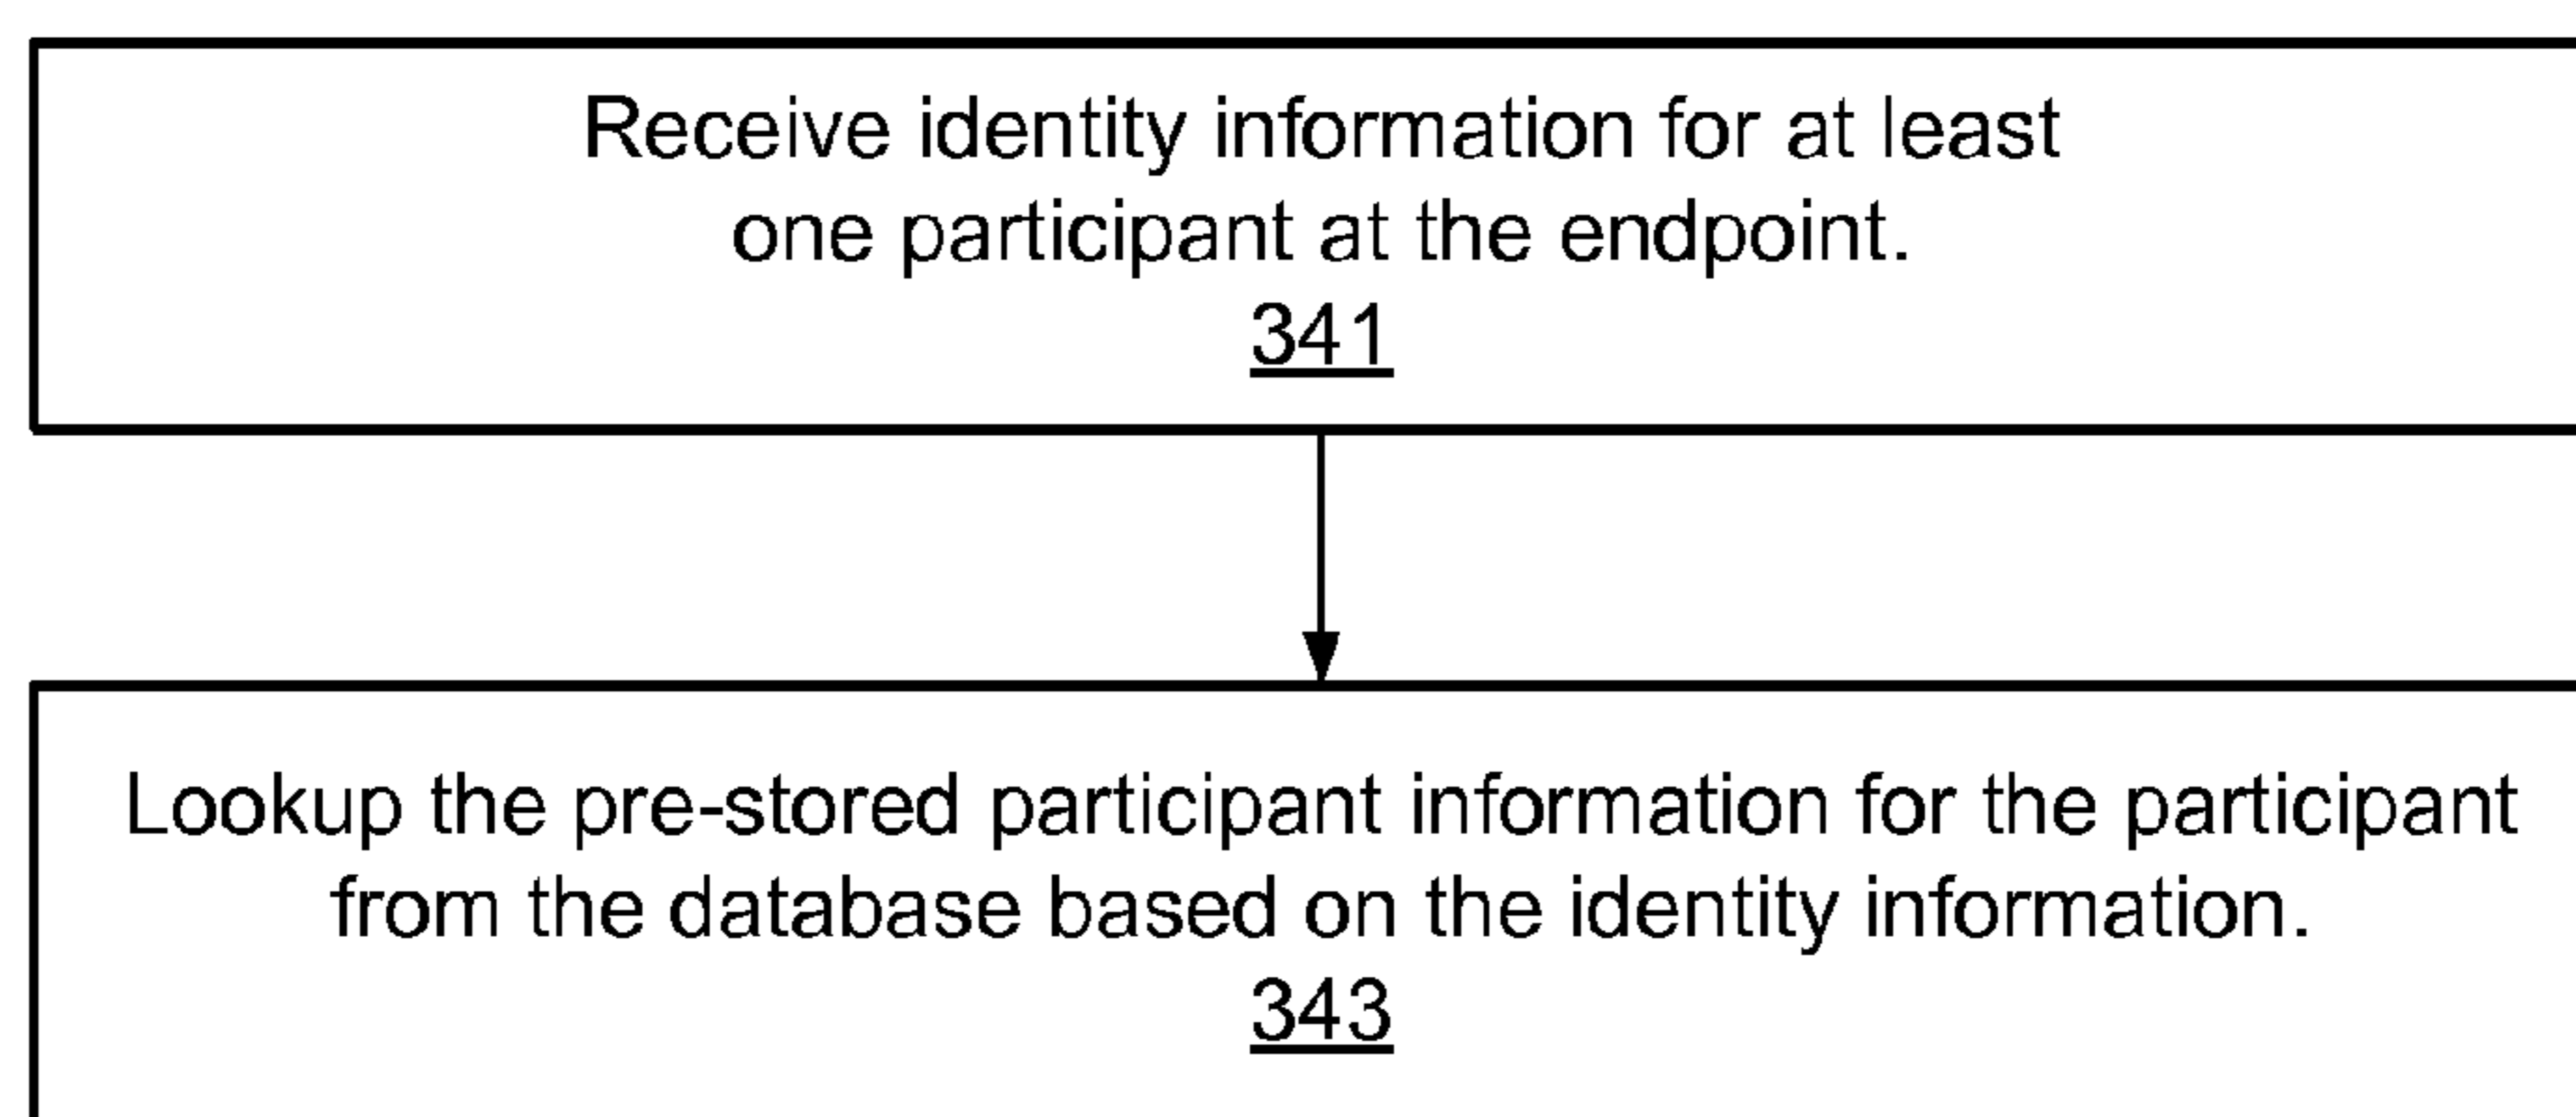 Receive identity information for at least
one participant at the endpoint.
341
Lookup the pre-stored participant information for the participant
from the database based on the identity information.
343